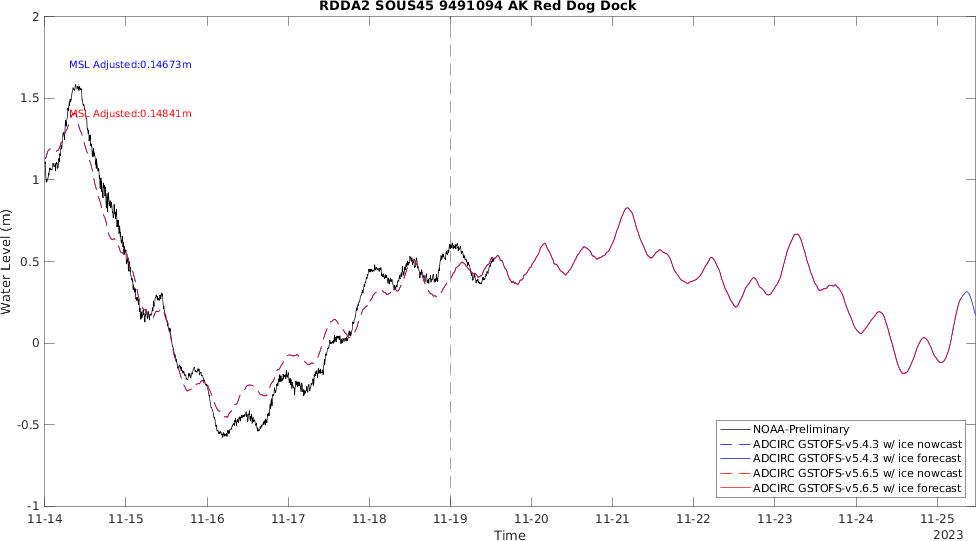 RDDA2 SOUS45 9491094 AK Red Dog Dock
2
1.5
1
0.5
0
-0.5
-1
Water Level (m)
MSL Adjusted:0.14673m
MSL Adjusted:0.14841m
NOAA-Preliminary
ADCIRC GSTOFS-v5.4.3 w/ ice nowcast
ADCIRC GSTOFS-v5.4.3 w/ ice forecast
ADCIRC GSTOFS-v5.6.5 w/ ice nowcast
ADCIRC GSTOFS-v5.6.5 w/ ice forecast
11-14 11-15 11-16 11-17 11-18 11-19 11-20 11-21 11-22 11-23 11-24 11-25
Time 2023